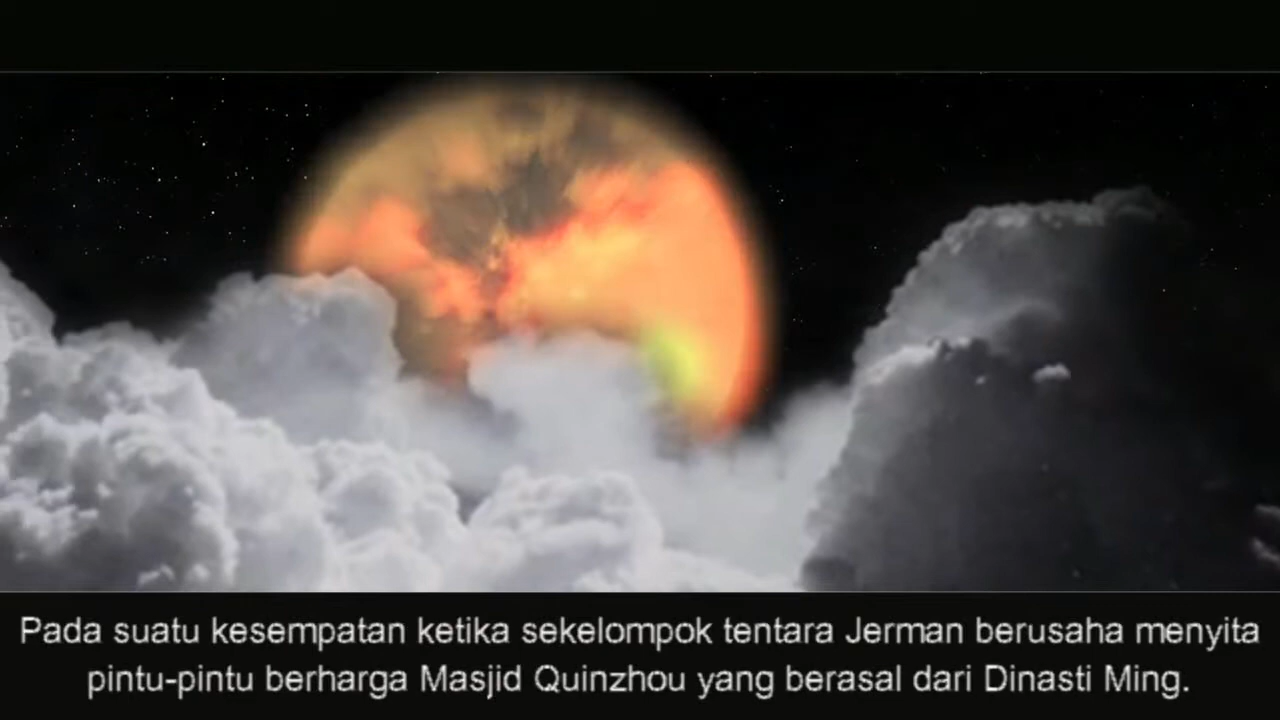 Pada suatu kesempatan ketika sekelompok tentara Jerman berusaha menyita
pintu-pintu berharga Masjid Quinzhou yang berasal dari Dinasti Ming.